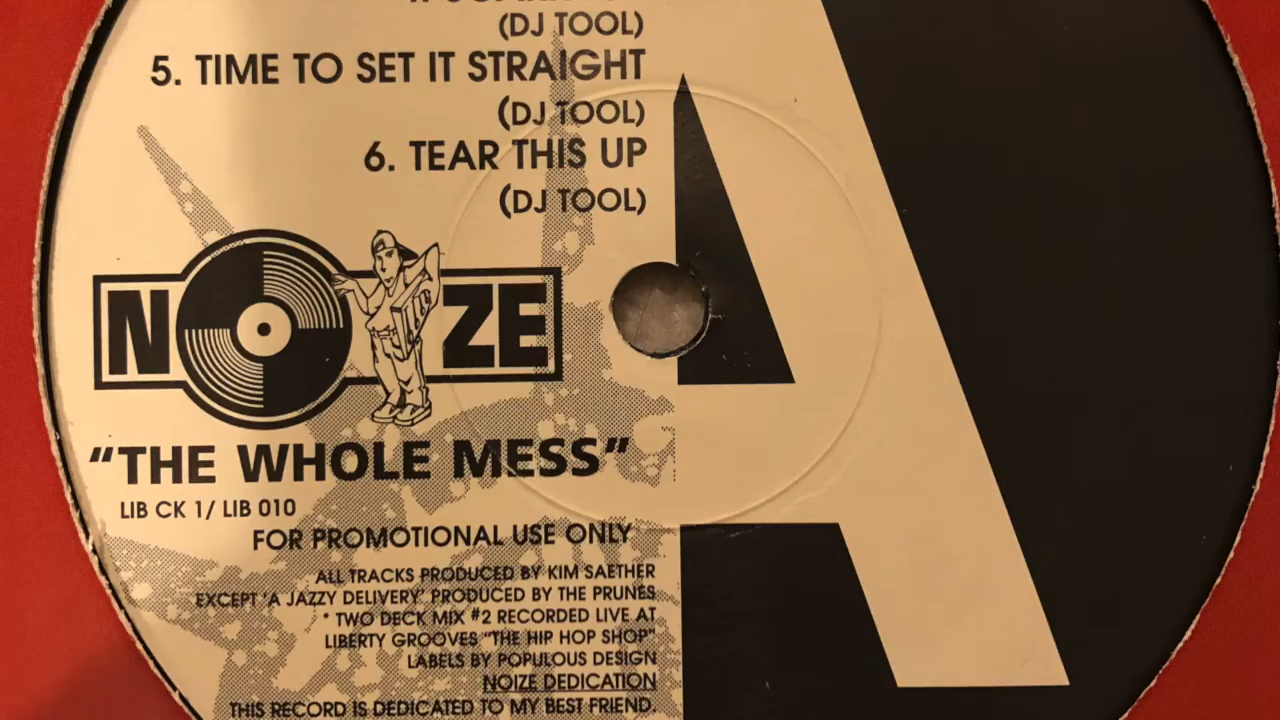 (DJ TOOL)
5. TIME TO SET IT STRAIGHT
(DJ TOOL)
6. TEAR THIS UP
(DJ TOOL)
NOIZE
"THE WHOLE MESS"
LIB CK 1/ LIB 010
FOR PROMOTIONAL USE ONLY
ALL TRACKS PRODUCED BY KIM SAETHER
EXCEPT 'A JAZZY DELIVERY' PRODUCED BY THE PRUNES
* TWO DECK MIX #2 RECORDED LIVE AT
LIBERTY GROOVES "THE HIP HOP SHOP"
LABELS BY POPULOUS DESIGN
NOIZE DEDICATION
THIS RECORD IS DEDICATED TO MY BEST FRIEND.
A